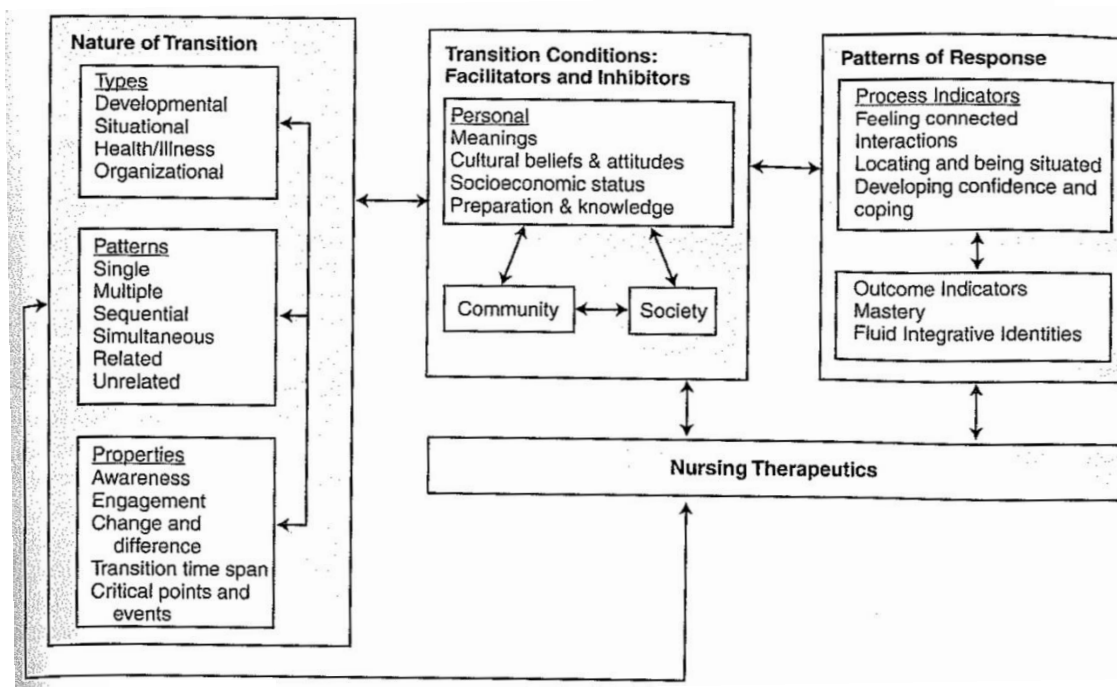 Nature of Transition
Types
Developmental
Situational
Health/Illness
Organizational
Patterns
Single
Multiple
Sequential
Simultaneous
Related
Unrelated
Properties
Awareness
Engagement
Change and
difference
Transition time span
Critical points and
events
Transition Conditions:
Facilitators and Inhibitors
Personal
Meanings
Cultural beliefs & attitudes
Socioeconomic status
Preparation & knowledge
Community
Society
Patterns of Response
Process Indicators
Feeling connected
Interactions
Locating and being situated
Developing confidence and
coping
Outcome Indicators
Mastery
Fluid Integrative Identities
Nursing Therapeutics